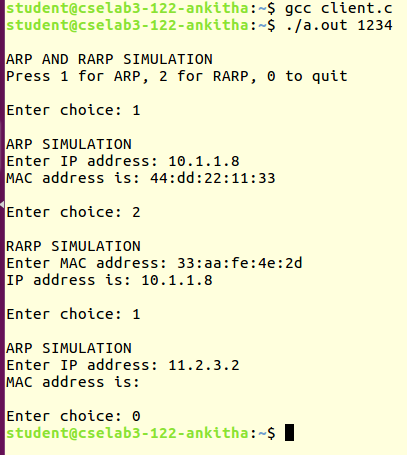 student@cselab3-122-ankitha:~$ gcc client.c
student@cselab3-122-ankitha:~$ ./a.out 1234
ARP AND RARP SIMULATION
Press 1 for ARP, 2 for RARP, 0 to quit
Enter choice: 1
ARP SIMULATION
Enter IP address: 10.1.1.8
MAC address is: 44:dd:22:11:33
Enter choice: 2
RARP SIMULATION
Enter MAC address: 33:aa:fe:4e:2d
IP address is: 10.1.1.8
Enter choice: 1
ARP SIMULATION
Enter IP address: 11.2.3.2
MAC address is:
Enter choice: 0
student@cselab3-122-ankitha:~$